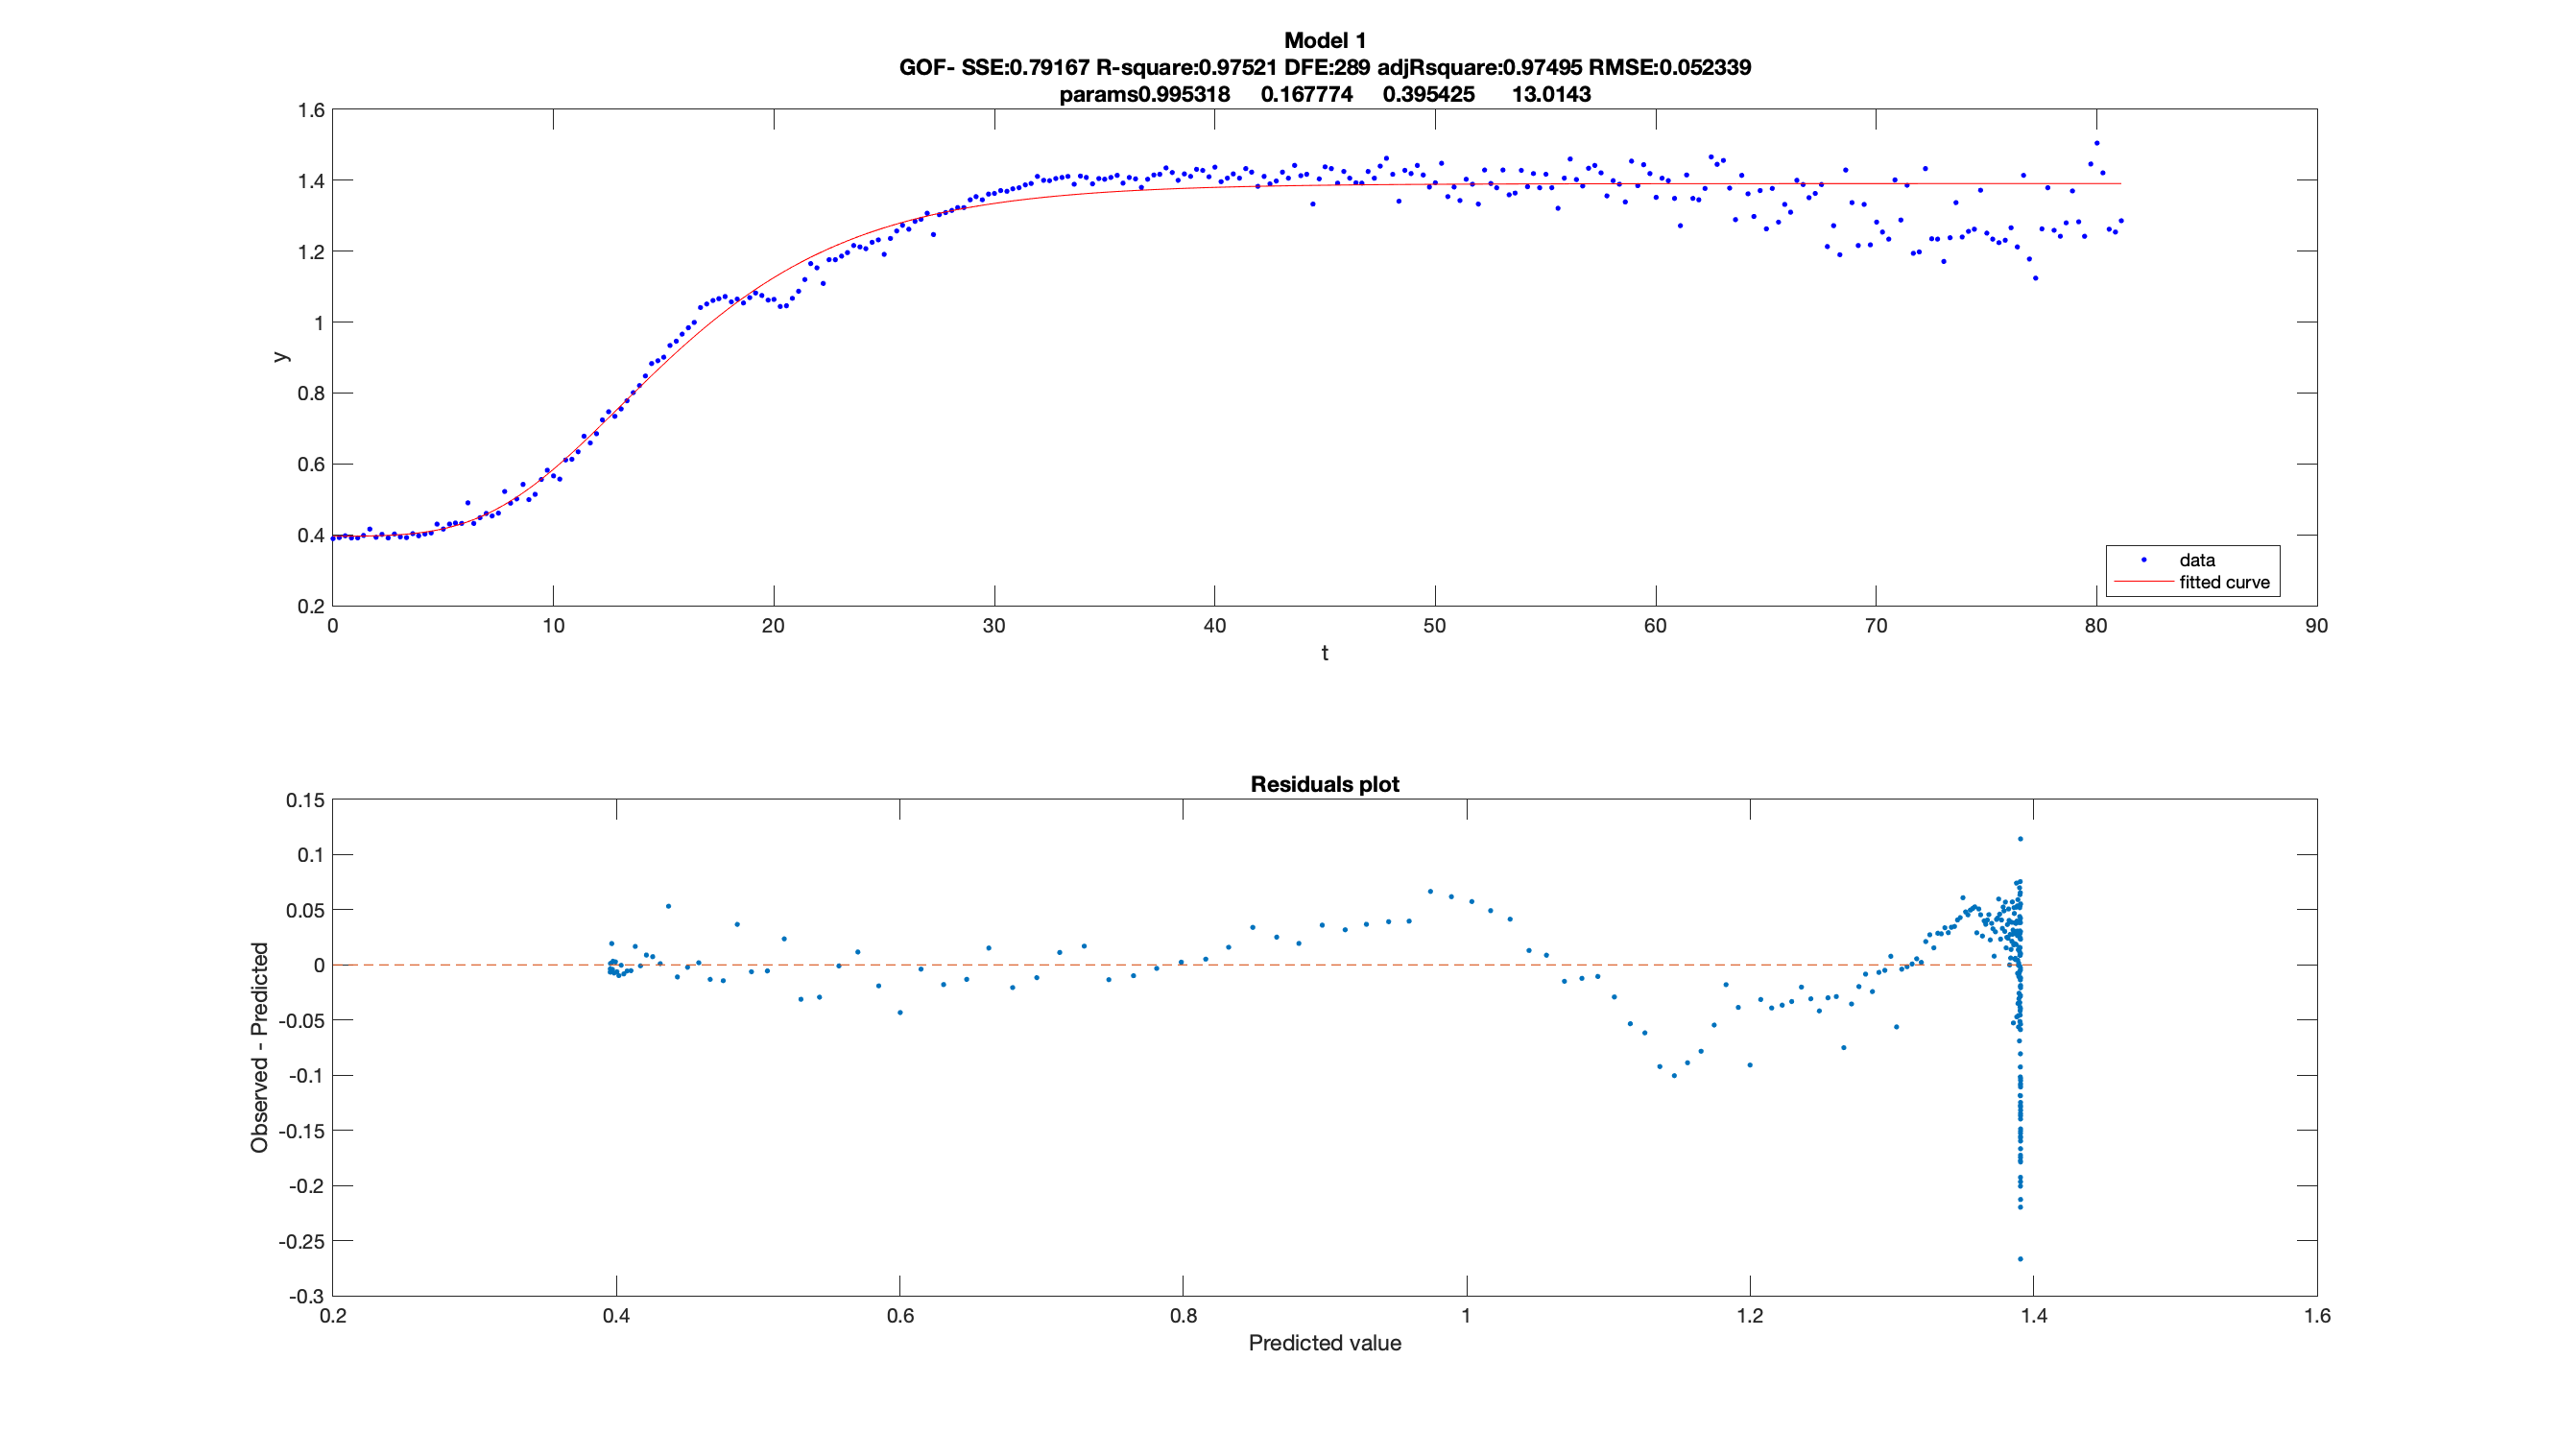 Model 1
GOF- SSE:0.79167 R-square:0.97521 DFE:289 adjRsquare:0.97495 RMSE:0.052339
params0.995318 0.167774 0.395425 13.0143
1.6
1.4
1.2
1
0.8
0.6
0.4
0.2
y
0 10 20 30 40 50 60 70 80 90
t
data
fitted curve
Residuals plot
0.15
0.1
0.05
0
-0.05
-0.1
-0.15
-0.2
-0.25
-0.3
Observed - Predicted
0.2 0.4 0.6 0.8 1 1.2 1.4 1.6
Predicted value